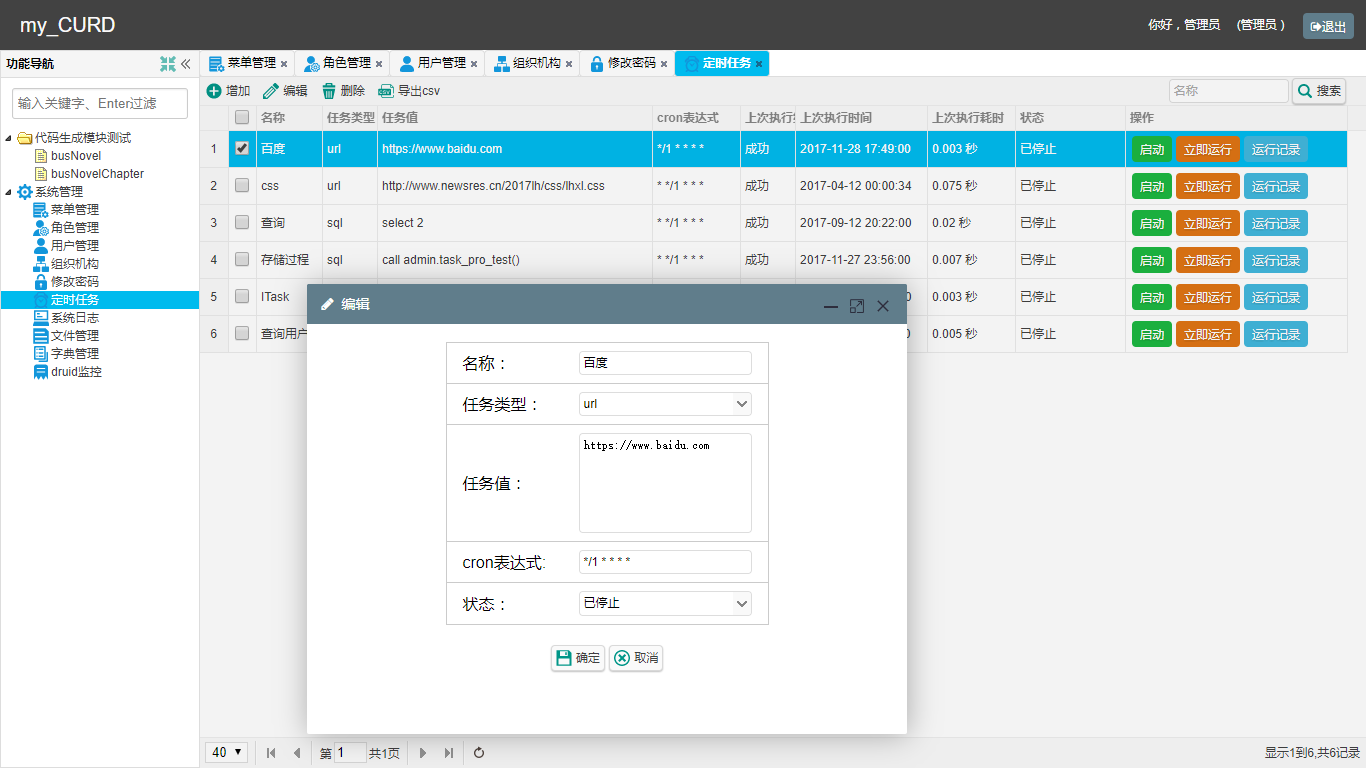 my_CURD
你好，管理员 （管理员） 退出
功能导航
输入关键字、Enter过滤
代码生成模块测试
busNovel
busNovelChapter
系统管理
菜单管理
角色管理
用户管理
组织机构
修改密码
定时任务
系统日志
文件管理
字典管理
druid监控
菜单管理 角色管理 用户管理 组织机构 修改密码 定时任务
增加 编辑 删除 导出csv 名称 搜索
名称 任务类型 任务值 cron表达式 上次执行 上次执行时间 上次执行耗时 状态 操作
1 百度 url https://www.baidu.com */1 * * * * 成功 2017-11-28 17:49:00 0.003 秒 已停止 启动 立即运行 运行记录
2 css url http://www.newsres.cn/2017lh/css/lhxl.css * */1 * * * 成功 2017-04-12 00:00:34 0.075 秒 已停止 启动 立即运行 运行记录
3 查询 sql select 2 * */1 * * * 成功 2017-09-12 20:22:00 0.02 秒 已停止 启动 立即运行 运行记录
4 存储过程 sql call admin.task_pro_test() * */1 * * * 成功 2017-11-27 23:56:00 0.007 秒 已停止 启动 立即运行 运行记录
5 ITask 0 0.003 秒 已停止 启动 立即运行 运行记录
6 查询用户 0 0.005 秒 已停止 启动 立即运行 运行记录
编辑
名称： 百度
任务类型： url
任务值： https://www.baidu.com
cron表达式: */1 * * * *
状态： 已停止
确定 取消
40 第 1 共1页 显示1到6,共6记录